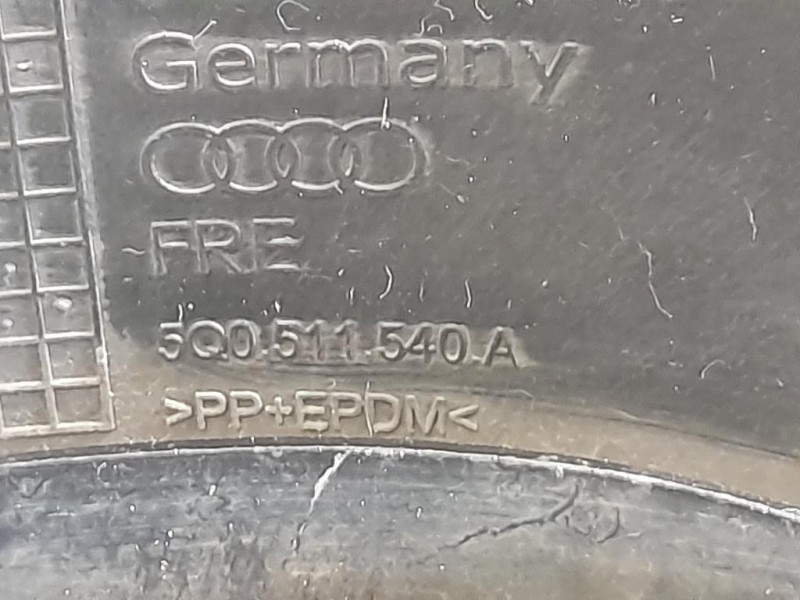 Germany
FRE
5Q0.511.540.A
>PP+EPDM<